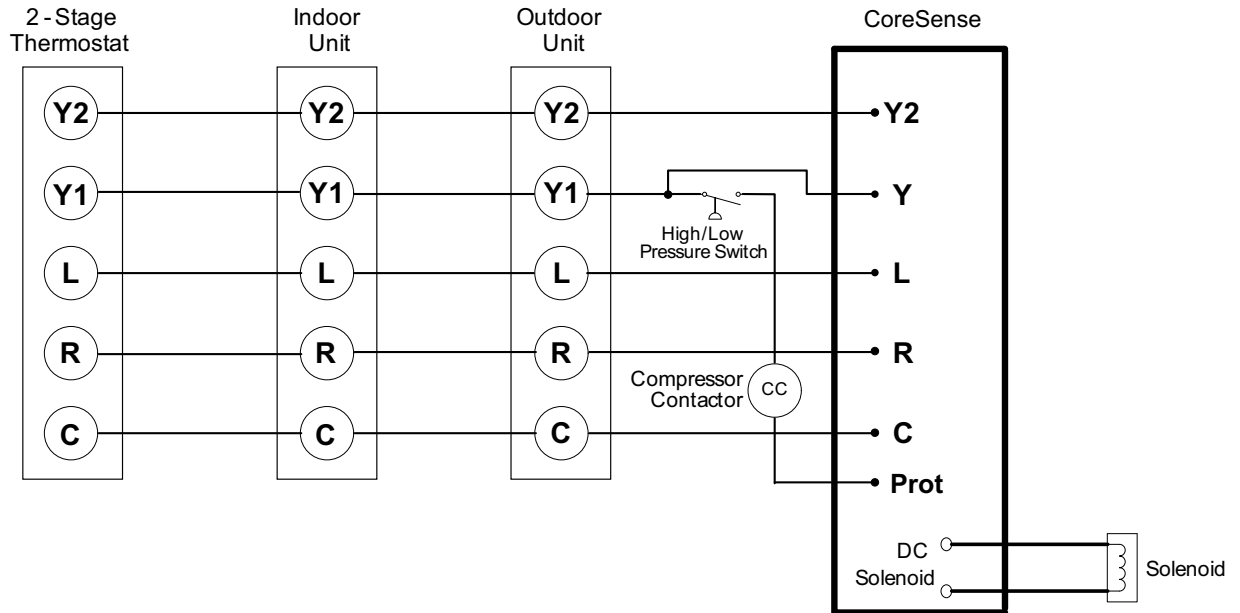 2 - Stage
Thermostat
Indoor
Unit
Outdoor
Unit
CoreSense
Y2
Y2
Y2
Y2
Y1
Y1
Y1
Y
High/Low
Pressure Switch
L
L
L
L
R
R
R
R
Compressor
Contactor
CC
C
C
C
C
Prot
DC
Solenoid
Solenoid